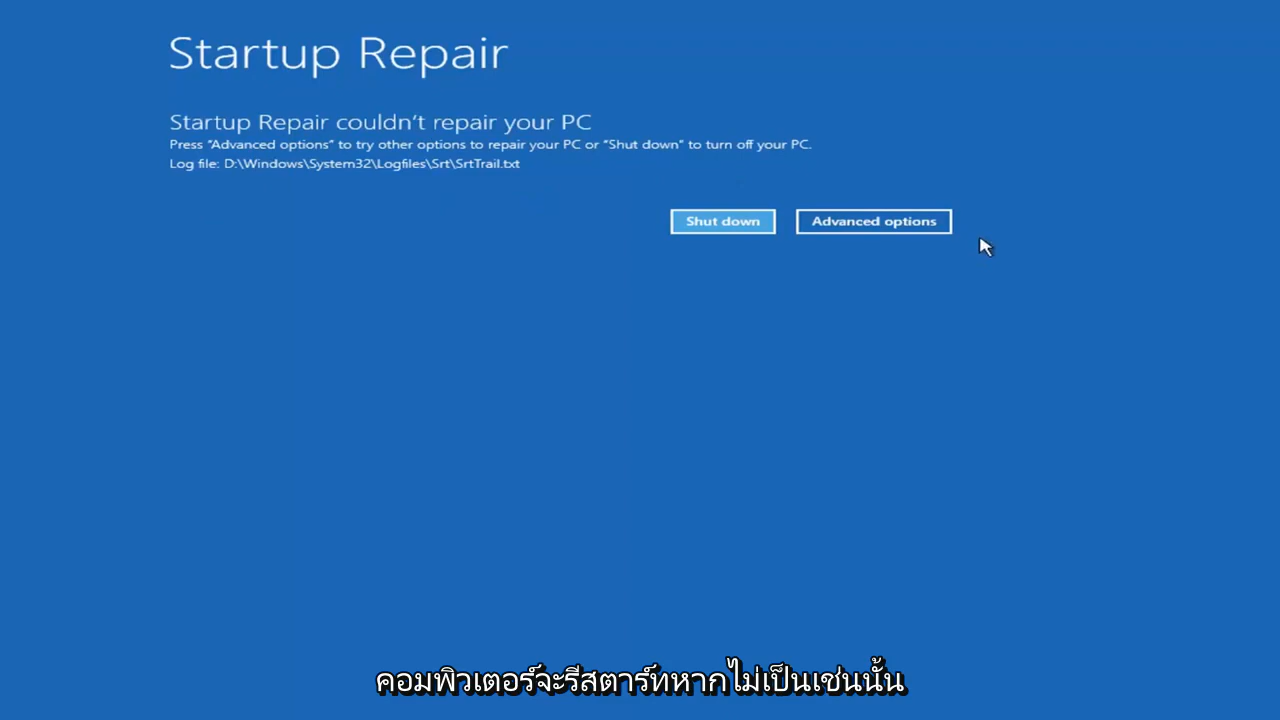 Startup Repair
Startup Repair couldn't repair your PC
Press "Advanced options" to try other options to repair your PC or "Shut down" to turn off your PC.
Log file: D:\Windows\System32\Logfiles\Srt\SrtTrail.txt
Shut down Advanced options
คอมพิวเตอร์จะรีสตาร์ทหากไม่เป็นเช่นนั้น